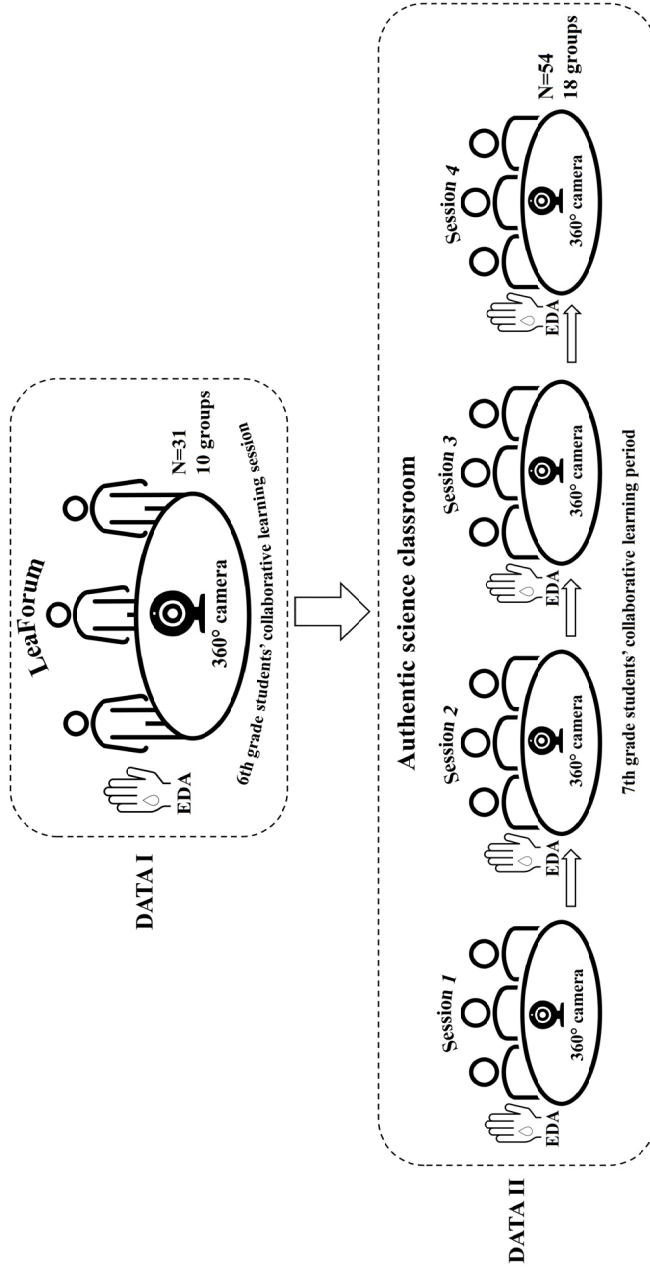 DATA I
LeaForum
EDA
360° camera
N=31
10 groups
6th grade students’ collaborative learning session
DATA II
Authentic science classroom
Session 1
EDA
360° camera
Session 2
EDA
360° camera
Session 3
EDA
360° camera
Session 4
EDA
360° camera
N=54
18 groups
7th grade students’ collaborative learning period